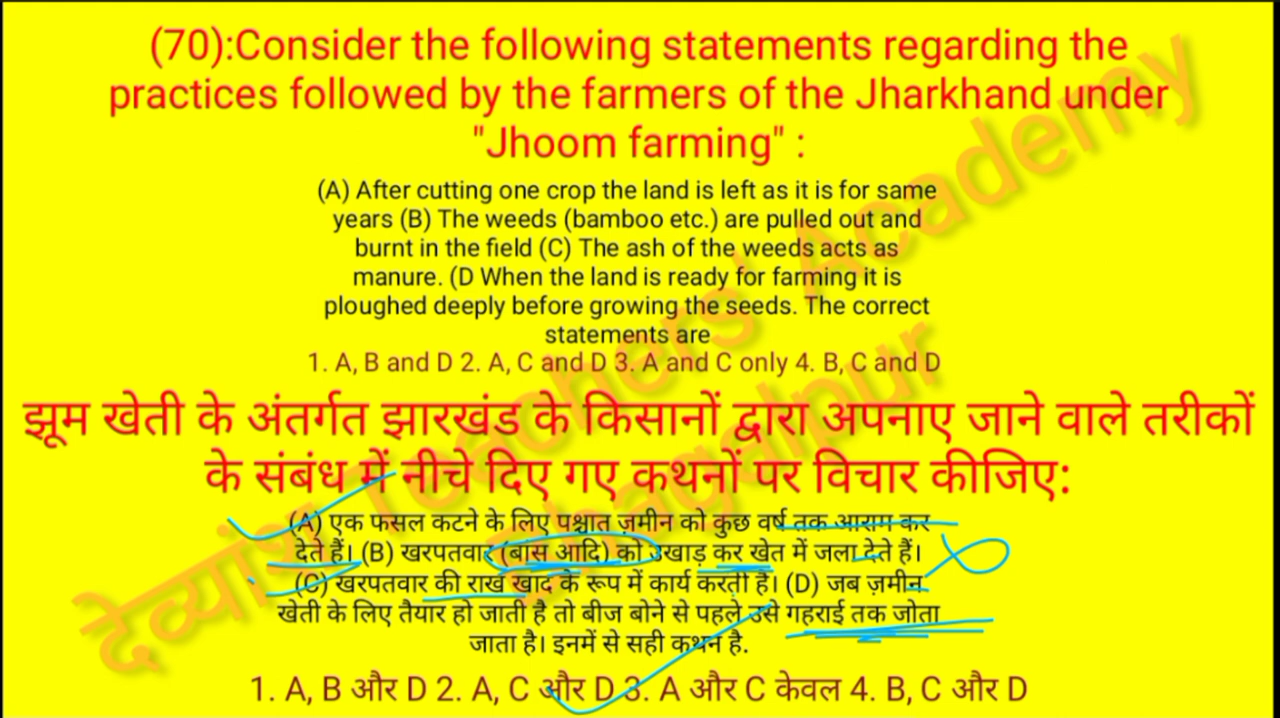 (70):Consider the following statements regarding the
practices followed by the farmers of the Jharkhand under
"Jhoom farming" :
(A) After cutting one crop the land is left as it is for same
years (B) The weeds (bamboo etc.) are pulled out and
burnt in the field (C) The ash of the weeds acts as
manure. (D When the land is ready for farming it is
ploughed deeply before growing the seeds. The correct
statements are
1. A, B and D 2. A, C and D 3. A and C only 4. B, C and D
झूम खेती के अंतर्गत झारखंड के किसानों द्वारा अपनाए जाने वाले तरीकों
के संबंध में नीचे दिए गए कथनों पर विचार कीजिए:
(A) एक फसल कटने के लिए पश्चात ज़मीन को कुछ वर्ष तक आराम कर
देते हैं। (B) खरपतवार (बांस आदि) को उखाड़ कर खेत में जला देते हैं।
(C) खरपतवार की राख खाद के रूप में कार्य करती है। (D) जब ज़मीन
खेती के लिए तैयार हो जाती है तो बीज बोने से पहले उसे गहराई तक जोता
जाता है। इनमें से सही कथन है.
1. A, B और D 2. A, C और D 3. A और C केवल 4. B, C और D
देव्यांश Teachers' Academy
Bhagalpur